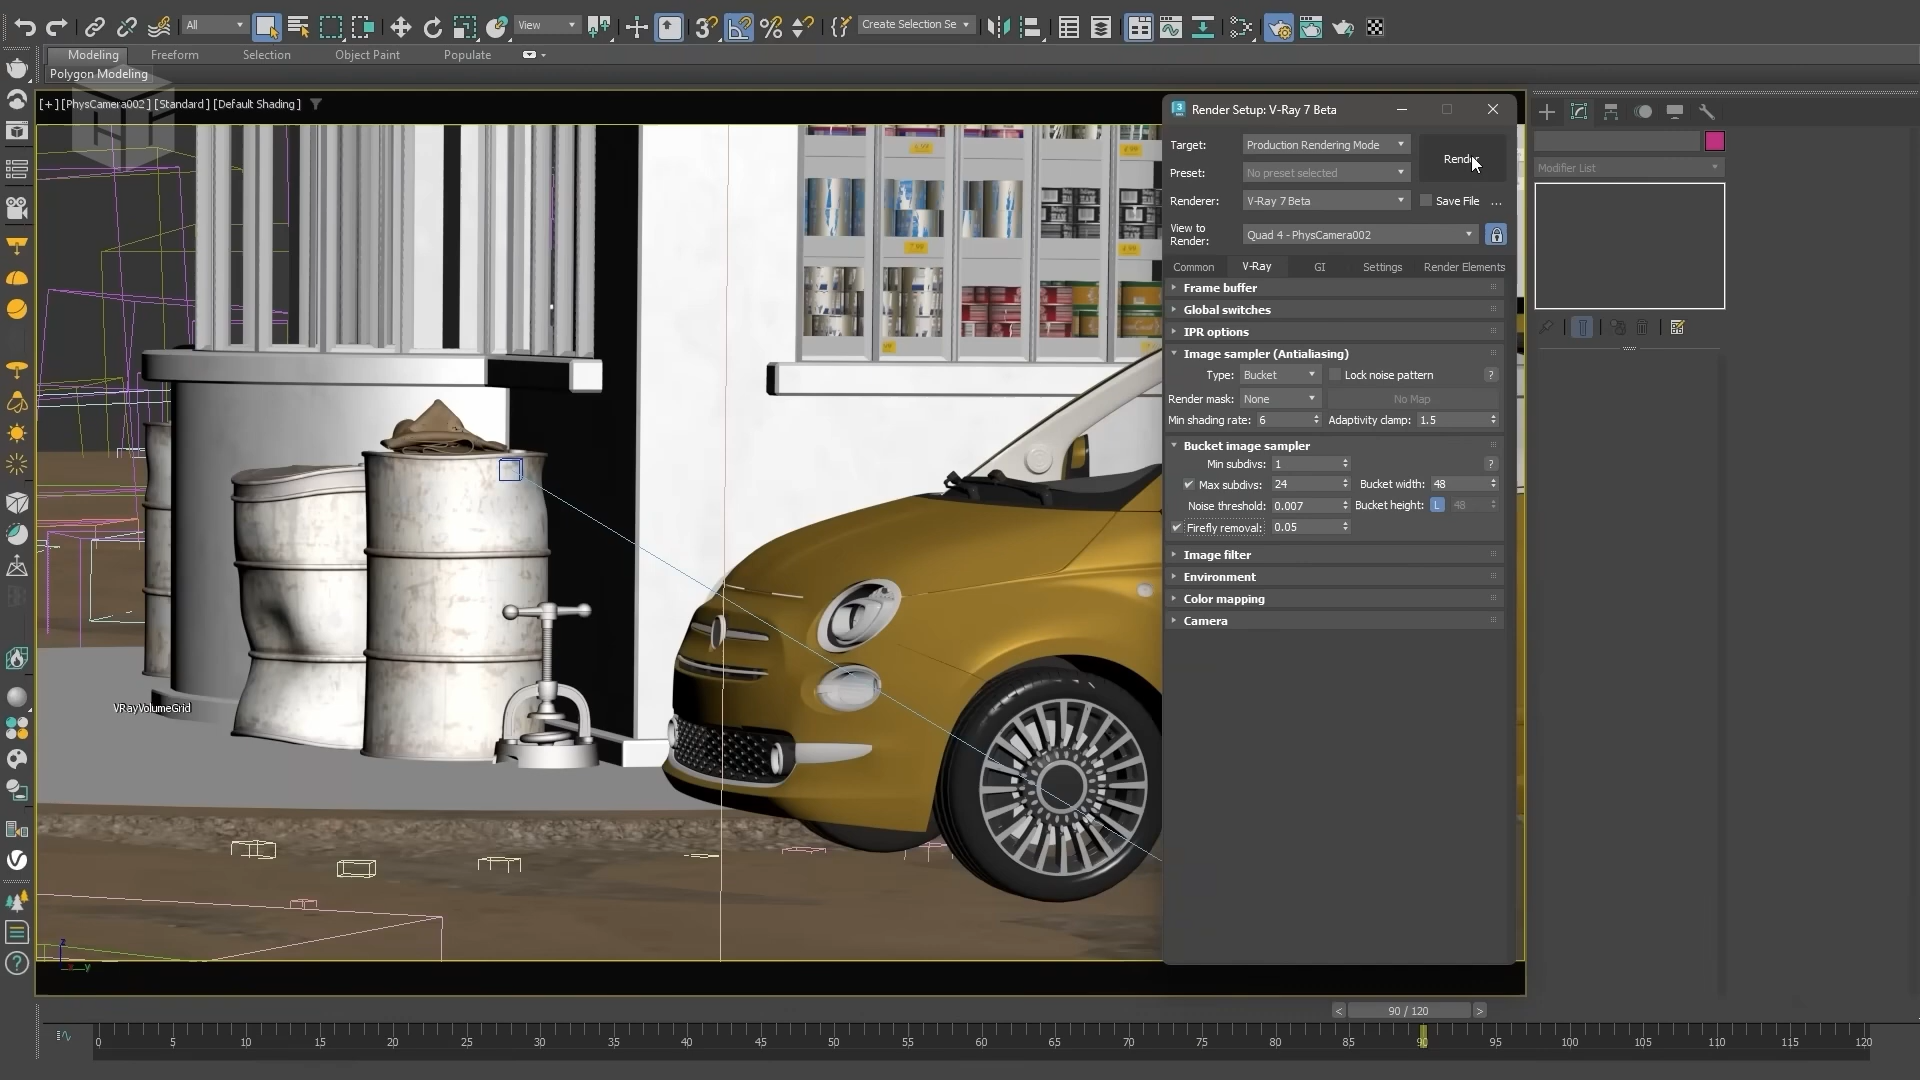 All
View
Create Selection Se
Modeling
Freeform
Selection
Object Paint
Populate
Polygon Modeling
[+] [PhysCamera002] [Standard] [Default Shading]
Render Setup: V-Ray 7 Beta
Target:
Production Rendering Mode
Render
Preset:
No preset selected
Renderer:
V-Ray 7 Beta
Save File
...
View to
Render:
Quad 4 - PhysCamera002
Common
V-Ray
GI
Settings
Render Elements
Frame buffer
Global switches
IPR options
Image sampler (Antialiasing)
Type:
Bucket
Lock noise pattern
?
Render mask:
None
No Map
Min shading rate:
6
Adaptivity clamp:
1.5
Bucket image sampler
Min subdivs:
1
?
Max subdivs:
24
Bucket width:
48
Noise threshold:
0.007
Bucket height:
L
48
Firefly removal:
0.05
Image filter
Environment
Color mapping
Camera
Modifier List
VRayVolumeGrid
z
y
<
90 / 120
>
0 5 10 15 20 25 30 35 40 45 50 55 60 65 70 75 80 85 90 95 100 105 110 115 120